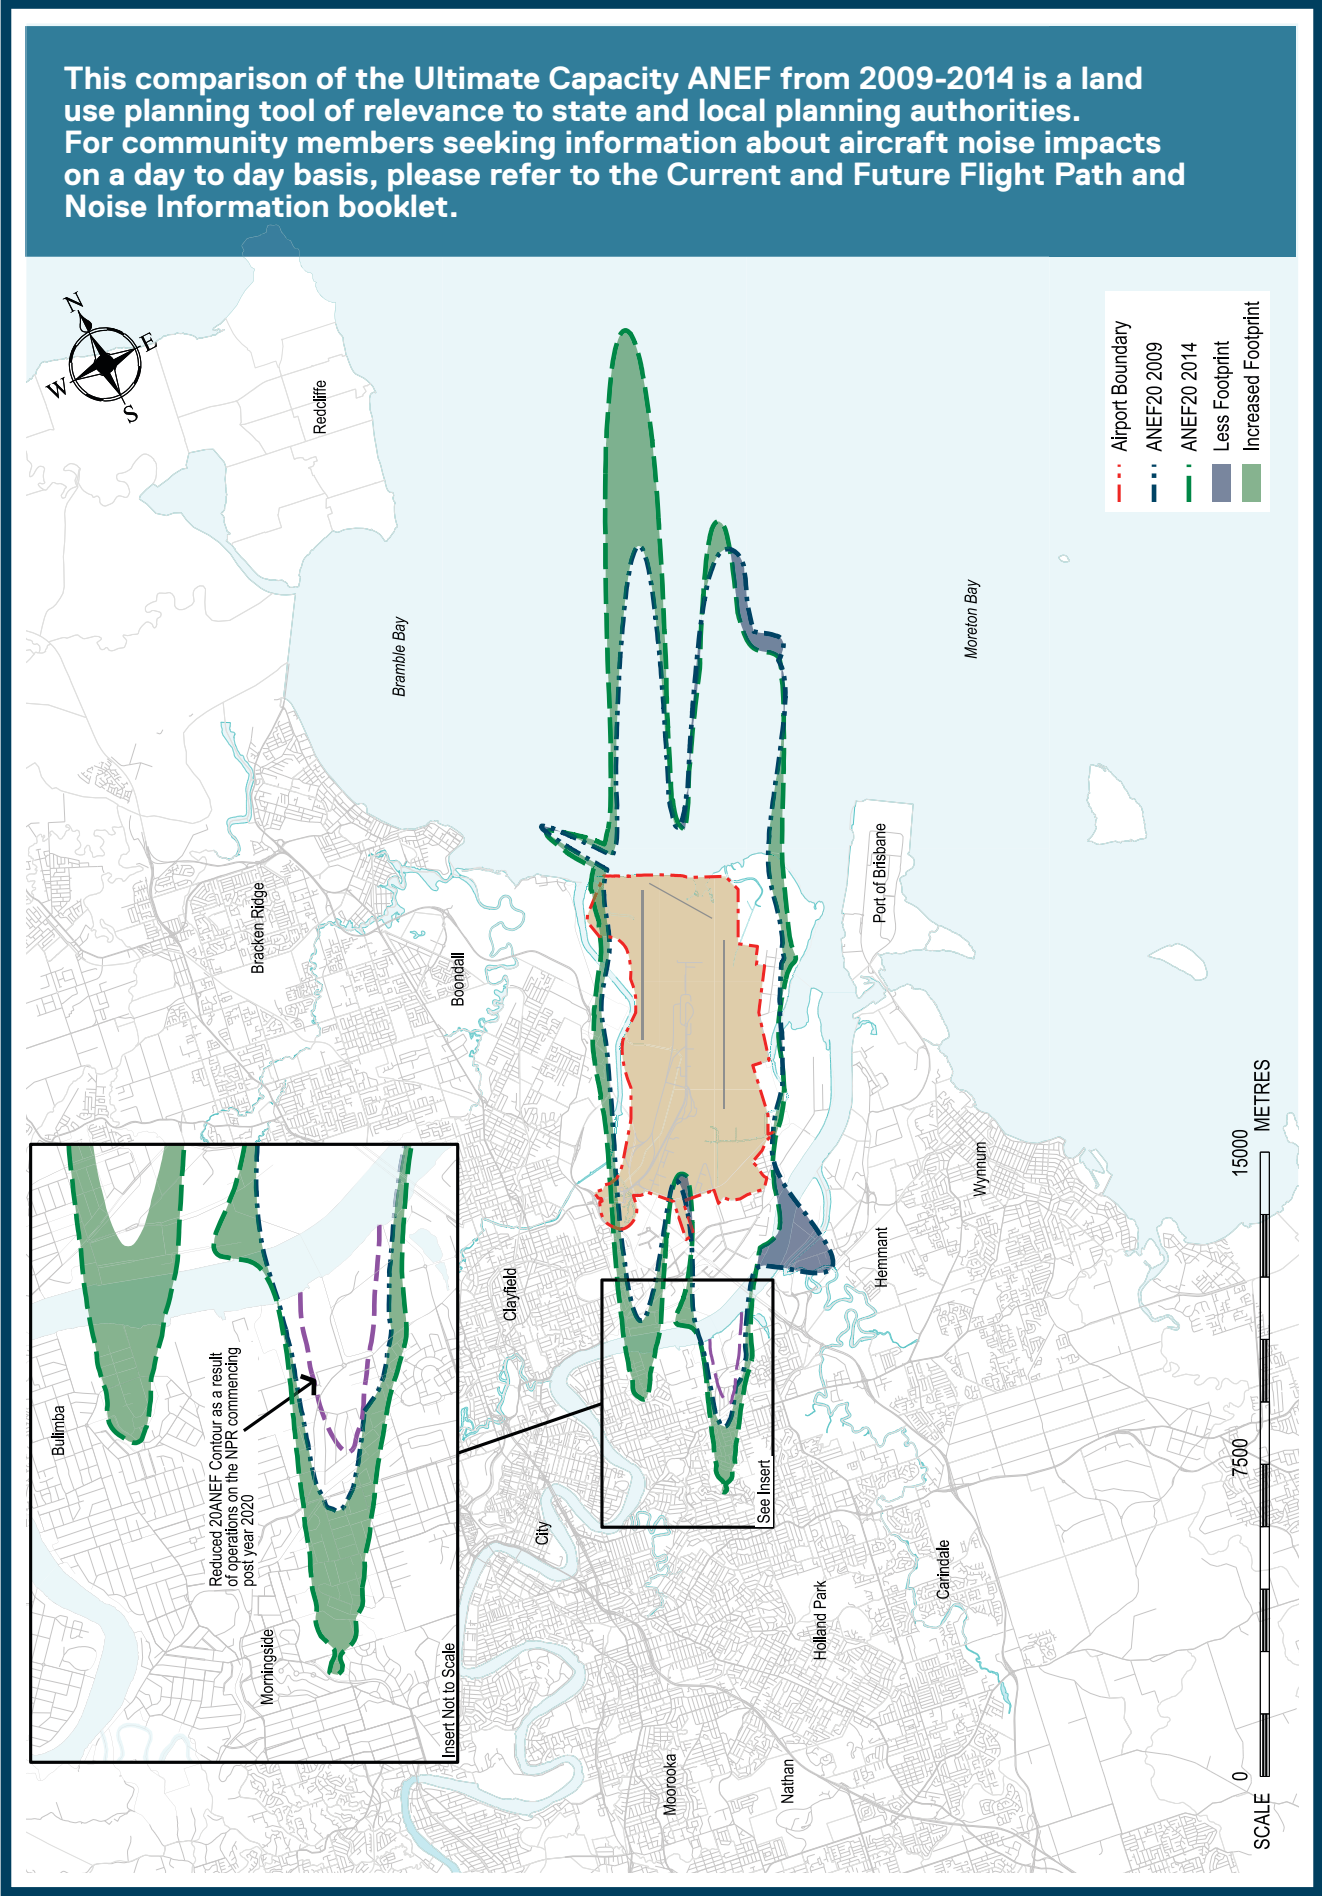 This comparison of the Ultimate Capacity ANEF from 2009-2014 is a land
use planning tool of relevance to state and local planning authorities.
For community members seeking information about aircraft noise impacts
on a day to day basis, please refer to the Current and Future Flight Path and
Noise Information booklet.
N
W
E
S
Redcliffe
Airport Boundary
ANEF20 2009
ANEF20 2014
Less Footprint
Increased Footprint
Bramble Bay
Moreton Bay
Bracken Ridge
Boondall
Port of Brisbane
Wynnum
Hemmant
Clayfield
City
See Insert
Carindale
Holland Park
Moorooka
Nathan
Bulimba
Reduced 20ANEF Contour as a result
of operations on the NPR commencing
post year 2020
Morningside
Insert Not to Scale
SCALE
0
7500
15000
METRES